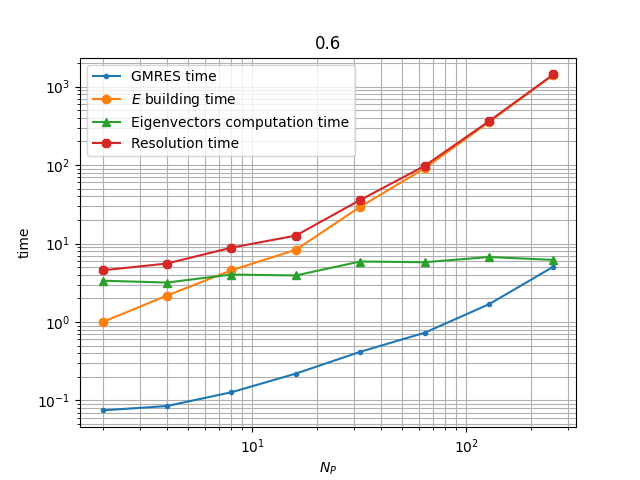 0.6
GMRES time
E building time
Eigenvectors computation time
Resolution time
time
10³
10²
10¹
10⁰
10⁻¹
10¹ 10²
N_P